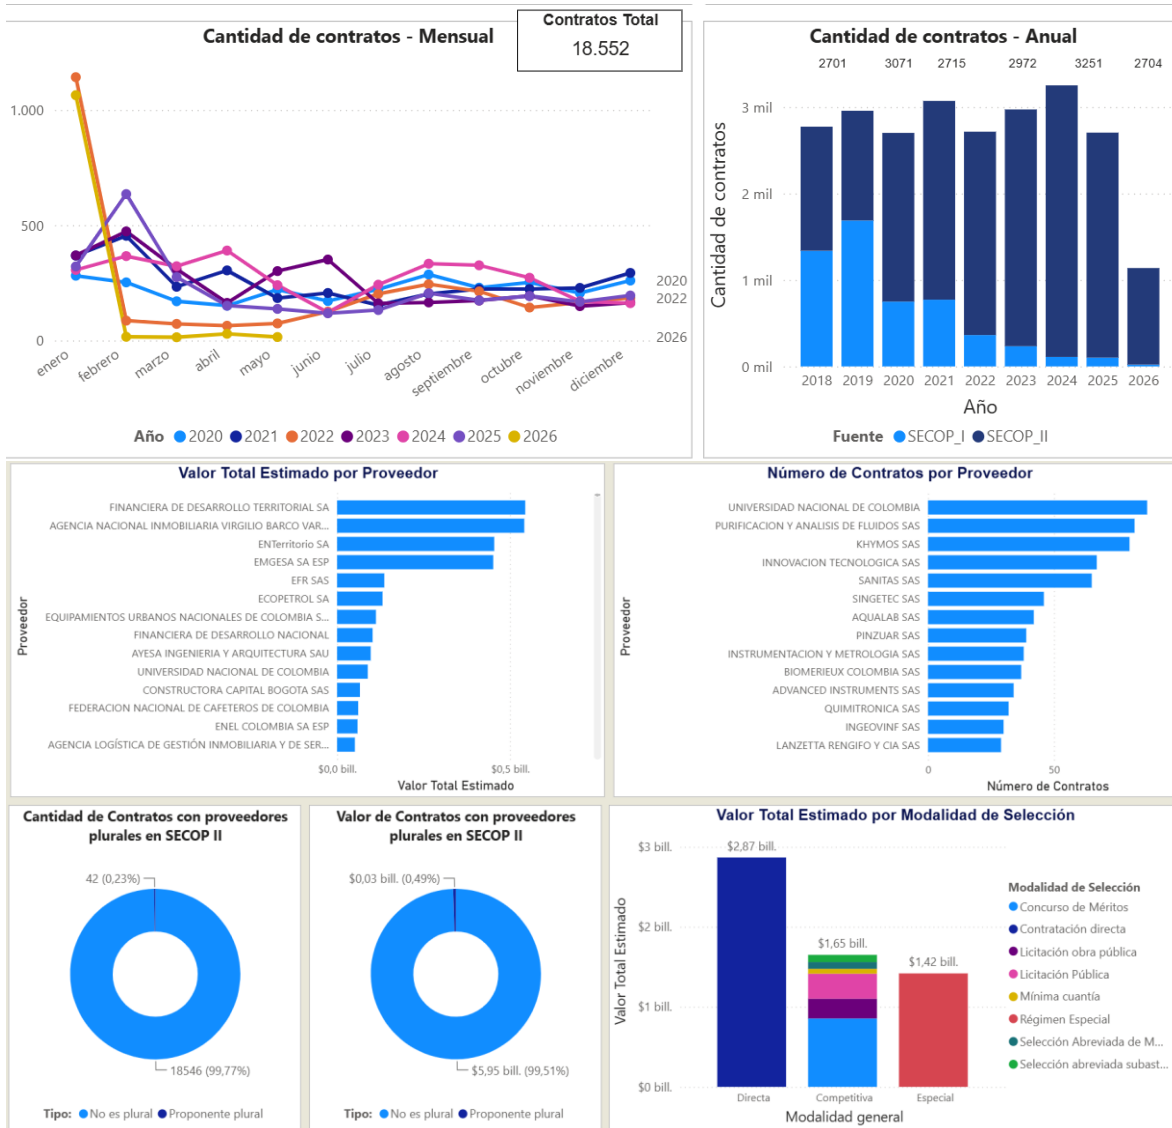 Contratos Total
18.552
Cantidad de contratos - Mensual
1.000
500
0
enero
febrero
marzo
abril
mayo
junio
julio
agosto
septiembre
octubre
noviembre
diciembre
2020
2022
2026
Año 2020 2021 2022 2023 2024 2025 2026
Cantidad de contratos - Anual
2701 3071 2715 2972 3251 2704
Cantidad de contratos
3 mil
2 mil
1 mil
0 mil
2018 2019 2020 2021 2022 2023 2024 2025 2026
Año
Fuente SECOP_I SECOP_II
Valor Total Estimado por Proveedor
Proveedor
FINANCIERA DE DESARROLLO TERRITORIAL SA
AGENCIA NACIONAL INMOBILIARIA VIRGILIO BARCO VAR...
ENTerritorio SA
EMGESA SA ESP
EFR SAS
ECOPETROL SA
EQUIPAMIENTOS URBANOS NACIONALES DE COLOMBIA S...
FINANCIERA DE DESARROLLO NACIONAL
AYESA INGENIERIA Y ARQUITECTURA SAU
UNIVERSIDAD NACIONAL DE COLOMBIA
CONSTRUCTORA CAPITAL BOGOTA SAS
FEDERACION NACIONAL DE CAFETEROS DE COLOMBIA
ENEL COLOMBIA SA ESP
AGENCIA LOGÍSTICA DE GESTIÓN INMOBILIARIA Y DE SER...
$0,0 bill. $0,5 bill.
Valor Total Estimado
Número de Contratos por Proveedor
Proveedor
UNIVERSIDAD NACIONAL DE COLOMBIA
PURIFICACION Y ANALISIS DE FLUIDOS SAS
KHYMOS SAS
INNOVACION TECNOLOGICA SAS
SANITAS SAS
SINGETEC SAS
AQUALAB SAS
PINZUAR SAS
INSTRUMENTACION Y METROLOGIA SAS
BIOMERIEUX COLOMBIA SAS
ADVANCED INSTRUMENTS SAS
QUIMITRONICA SAS
INGEOVINF SAS
LANZETTA RENGIFO Y CIA SAS
0 50
Número de Contratos
Cantidad de Contratos con proveedores
plurales en SECOP II
42 (0,23%)
18546 (99,77%)
Tipo: No es plural Proponente plural
Valor de Contratos con proveedores
plurales en SECOP II
$0,03 bill. (0,49%)
$5,95 bill. (99,51%)
Tipo: No es plural Proponente plural
Valor Total Estimado por Modalidad de Selección
Valor Total Estimado
$3 bill.
$2 bill.
$1 bill.
$0 bill.
$2,87 bill.
$1,65 bill.
$1,42 bill.
Directa Competitiva Especial
Modalidad general
Modalidad de Selección
Concurso de Méritos
Contratación directa
Licitación obra pública
Licitación Pública
Mínima cuantía
Régimen Especial
Selección Abreviada de M...
Selección abreviada subast...